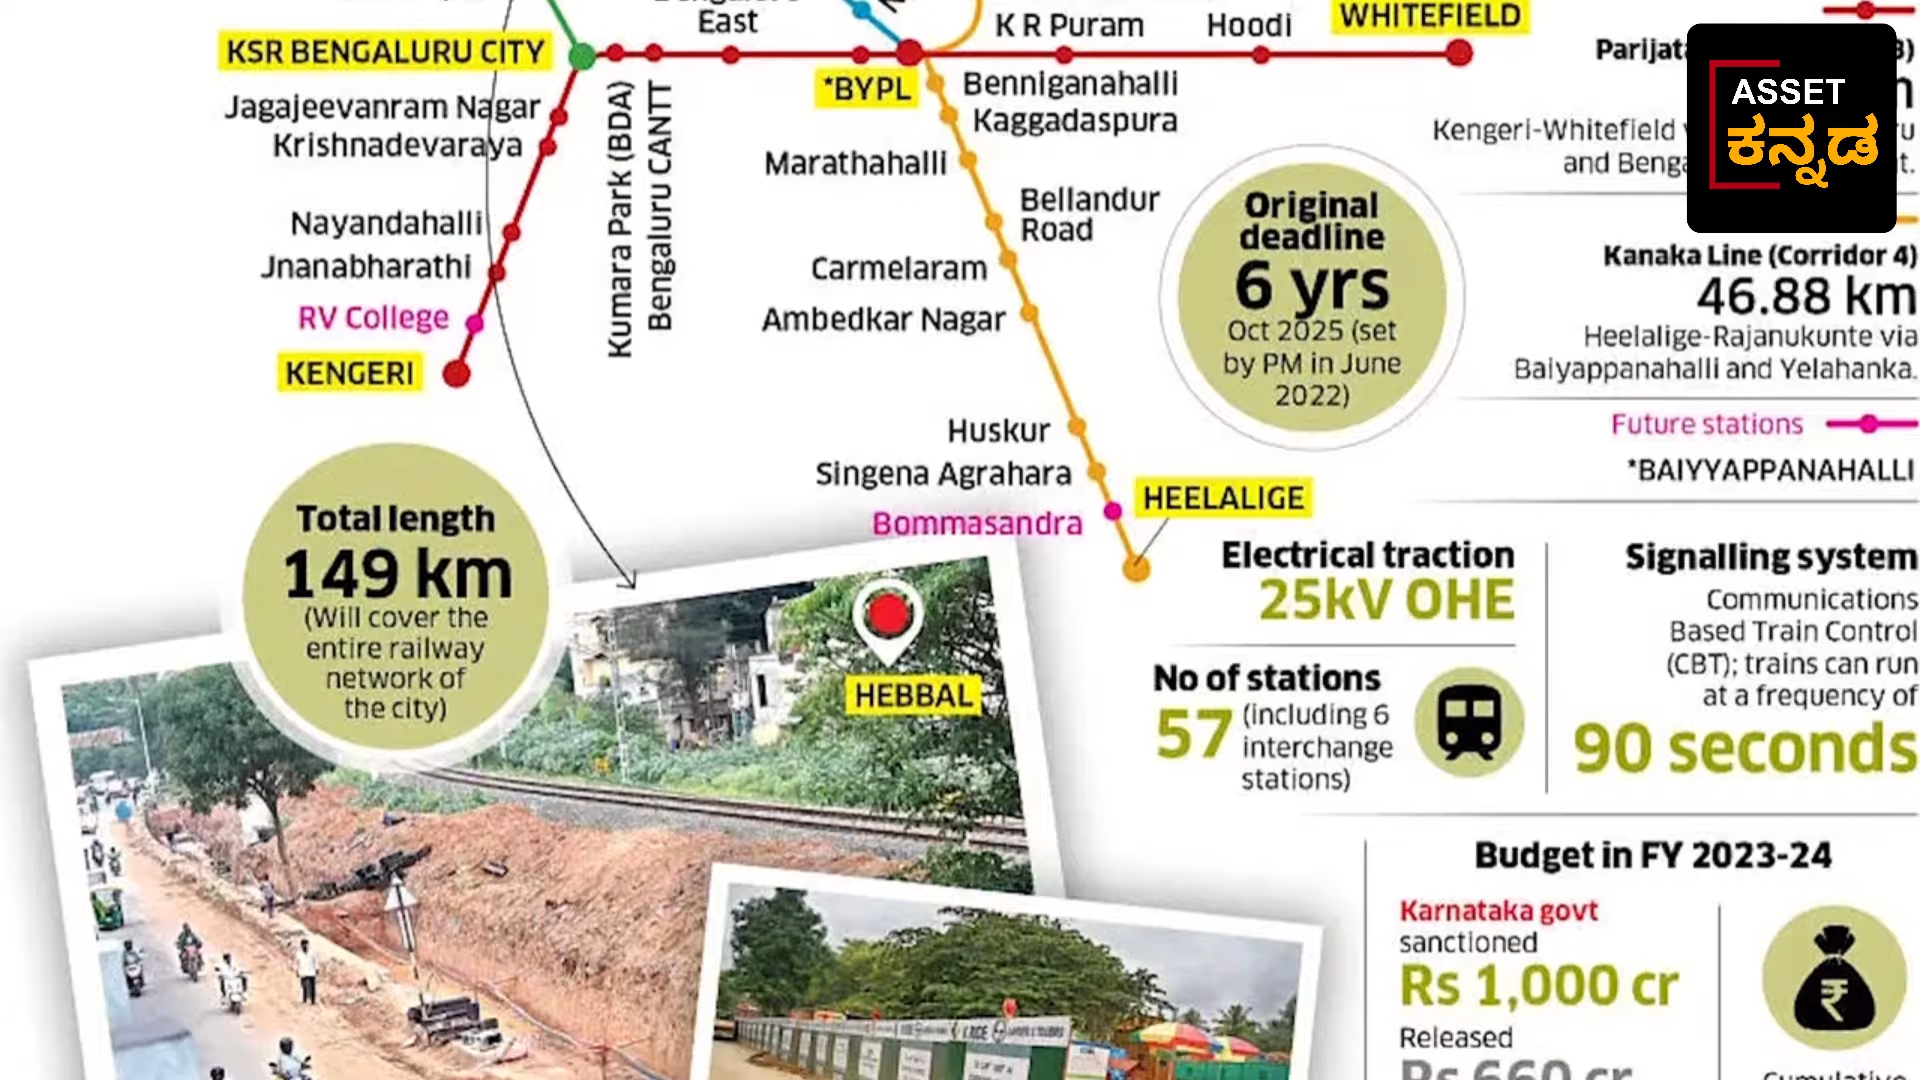 East
K R Puram
Hoodi
WHITEFIELD
KSR BENGALURU CITY
*BYPL
Jagajeevanram Nagar
Krishnadevaraya
Nayandahalli
Jnanabharathi
RV College
KENGERI
Kumara Park (BDA)
Bengaluru CANTT
Benniganahalli
Kaggadaspura
Marathahalli
Bellandur
Road
Carmelaram
Ambedkar Nagar
Huskur
Singena Agrahara
Bommasandra
HEELALIGE
Original
deadline
6 yrs
Oct 2025 (set
by PM in June
2022)
ASSET
ಕನ್ನಡ
Kengeri-Whitefield
Kanaka Line (Corridor 4)
46.88 km
Heelalige-Rajanukunte via
Baiyappanahalli and Yelahanka.
Future stations
*BAIYYAPPANAHALLI
Total length
149 km
(Will cover the
entire railway
network of
the city)
HEBBAL
Electrical traction
25kV OHE
No of stations
57 (including 6
interchange
stations)
Signalling system
Communications
Based Train Control
(CBT); trains can run
at a frequency of
90 seconds
Budget in FY 2023-24
Karnataka govt
sanctioned
Rs 1,000 cr
Released
Rs 660 cr
Cumulative